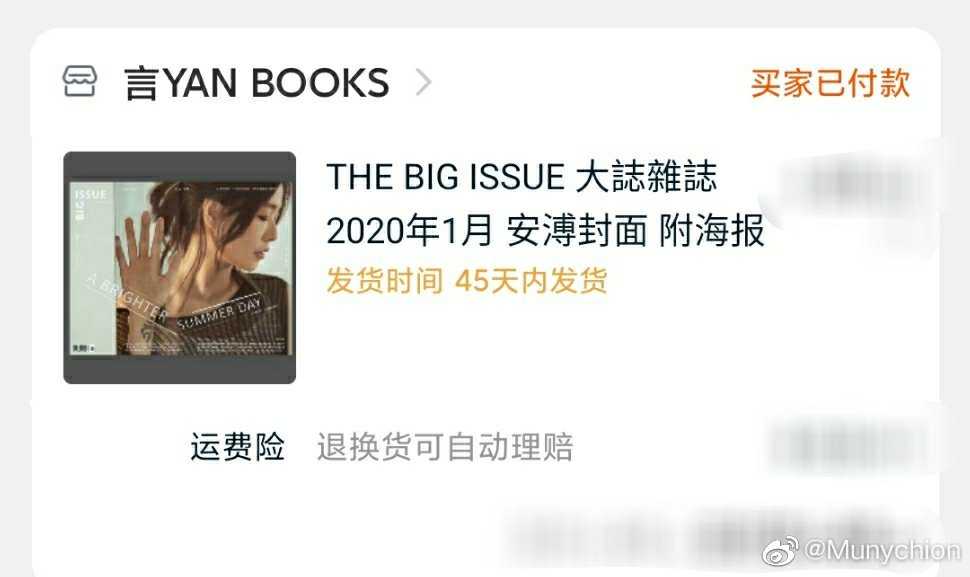 言YAN BOOKS
买家已付款
THE BIG ISSUE 大誌雜誌
2020年1月 安溥封面 附海报
发货时间 45天内发货
ISSUE
A BRIGHTER SUMMER DAY
运费险 退换货可自动理赔
@Munychion